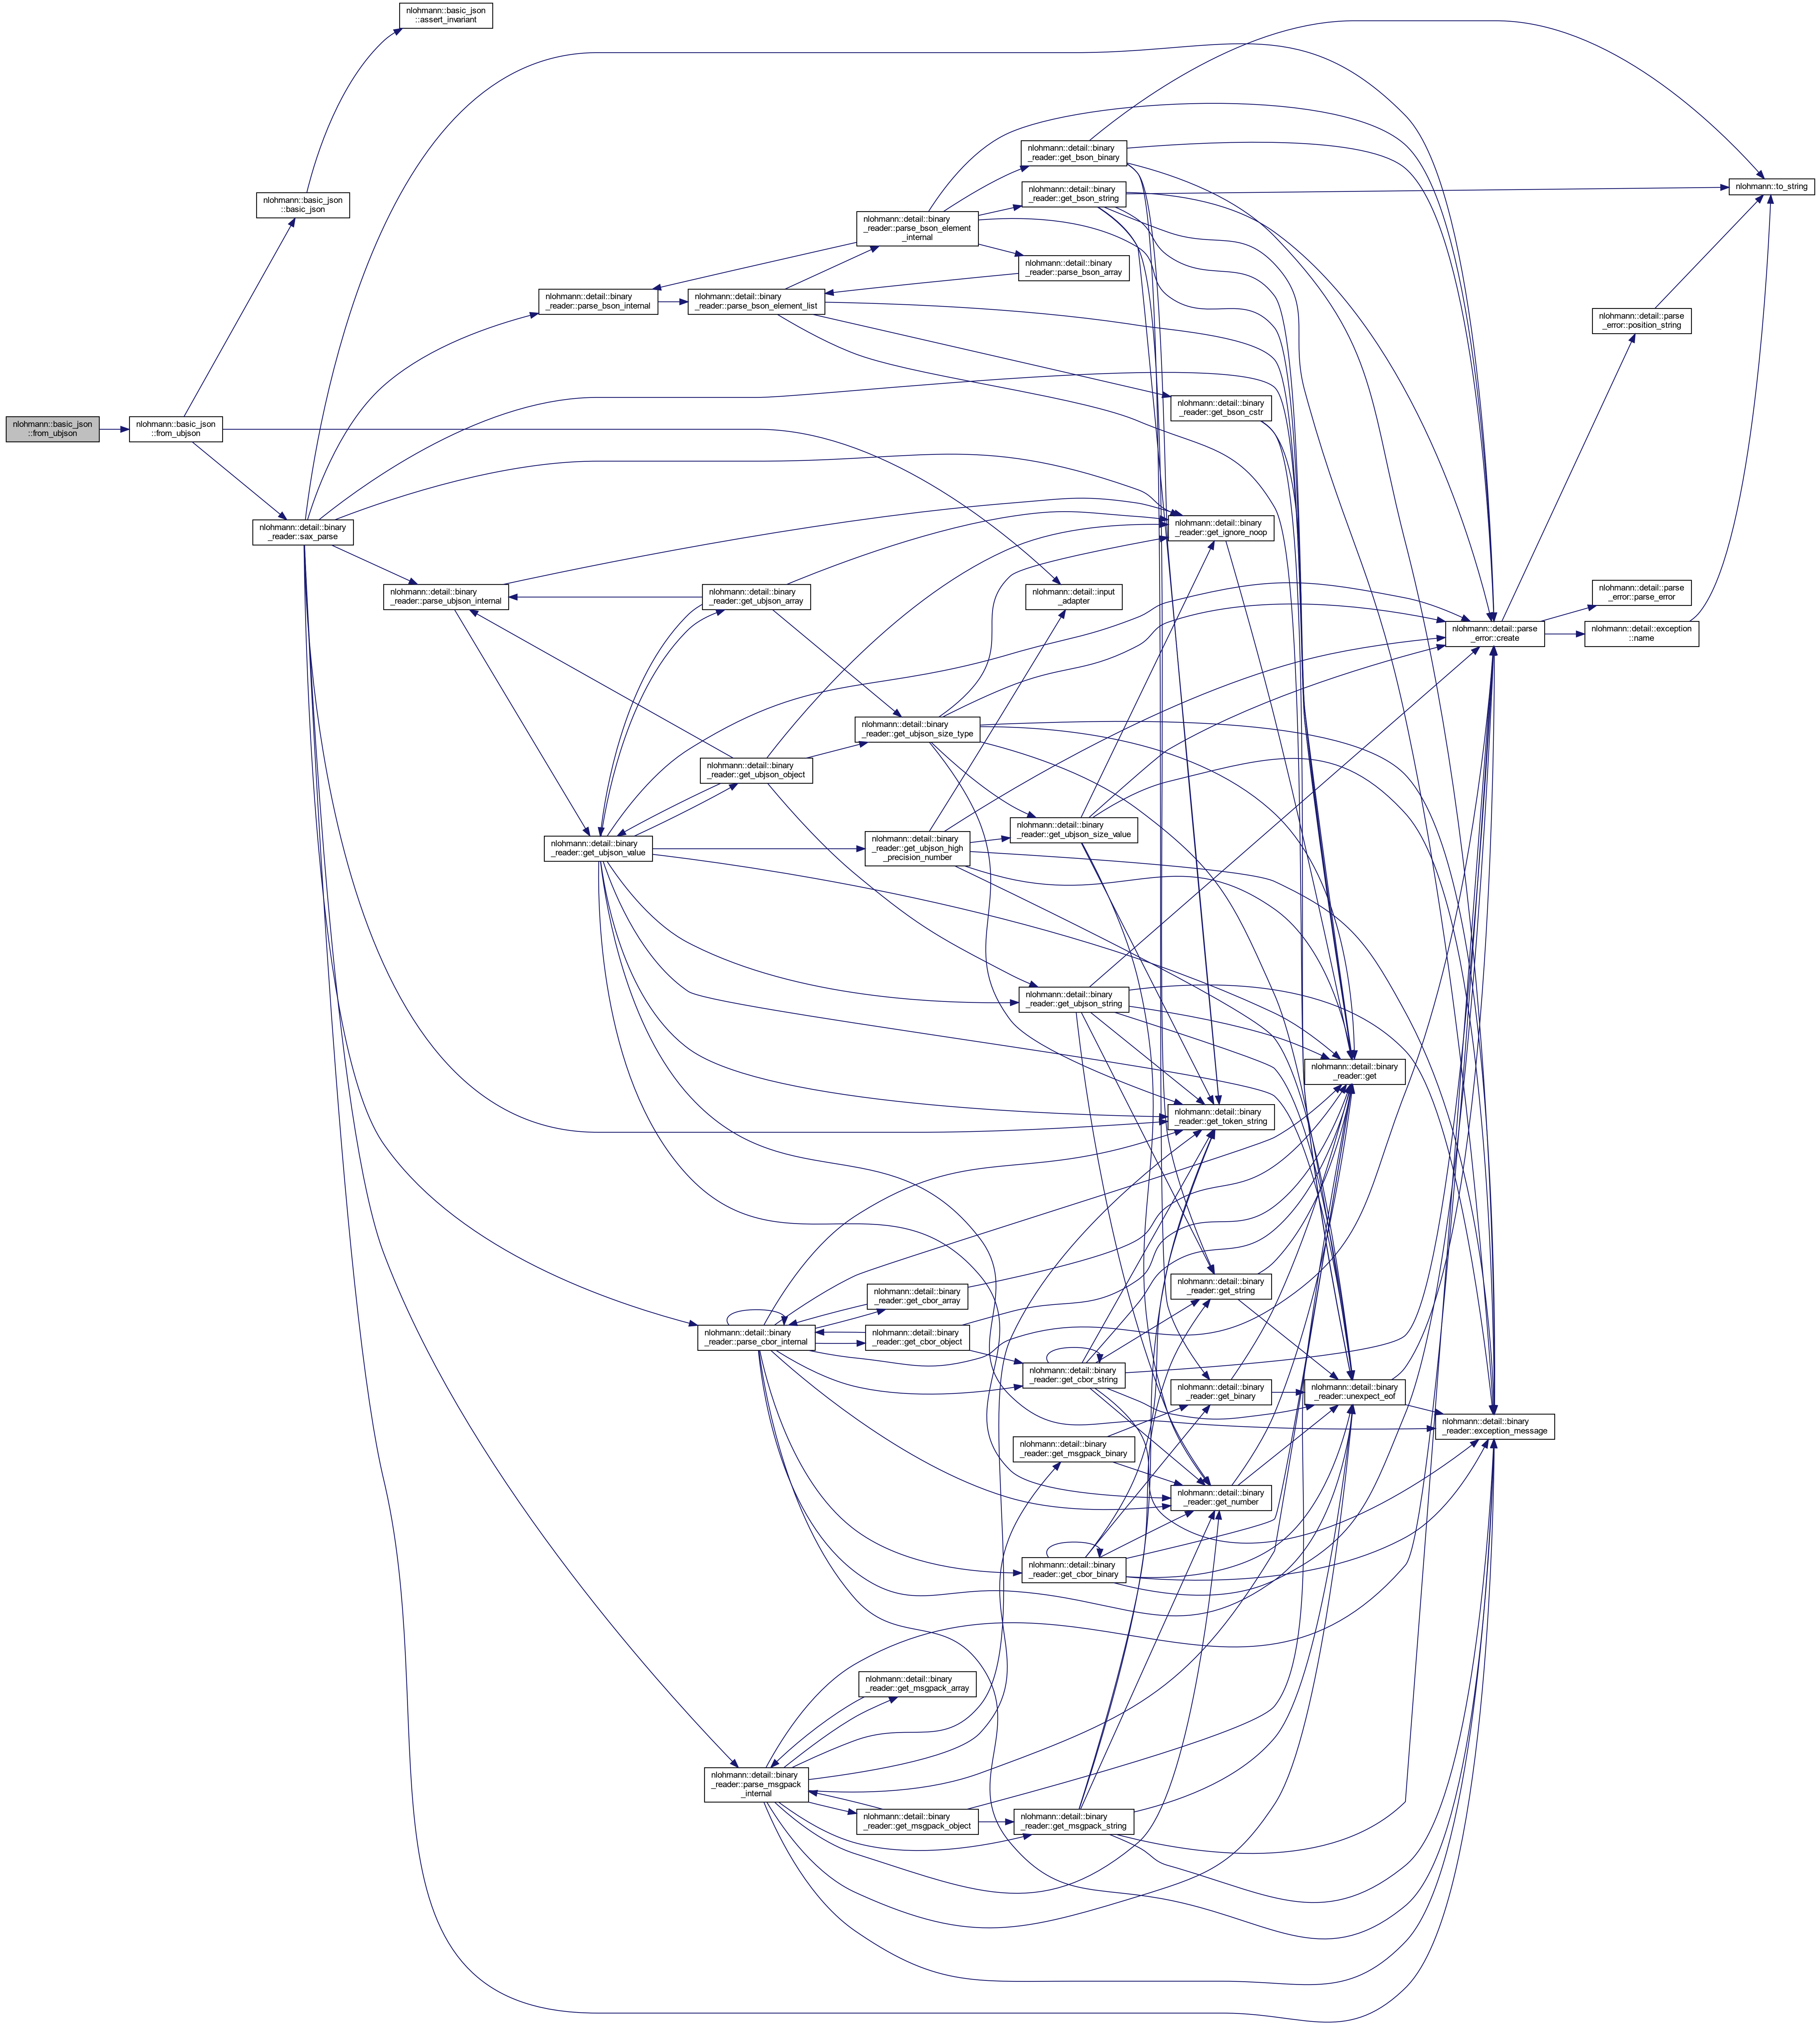 nlohmann::basic_json
::assert_invariant
nlohmann::detail::binary
_reader::get_bson_binary
nlohmann::to_string
nlohmann::basic_json
::basic_json
nlohmann::detail::binary
_reader::get_bson_string
nlohmann::detail::binary
_reader::parse_bson_element
_internal
nlohmann::detail::binary
_reader::parse_bson_array
nlohmann::detail::binary
_reader::parse_bson_internal
nlohmann::detail::binary
_reader::parse_bson_element_list
nlohmann::detail::parse
_error::position_string
nlohmann::detail::binary
_reader::get_bson_cstr
nlohmann::basic_json
::from_ubjson
nlohmann::basic_json
::from_ubjson
nlohmann::detail::binary
_reader::sax_parse
nlohmann::detail::binary
_reader::get_ignore_noop
nlohmann::detail::binary
_reader::parse_ubjson_internal
nlohmann::detail::binary
_reader::get_ubjson_array
nlohmann::detail::input
_adapter
nlohmann::detail::parse
_error::parse_error
nlohmann::detail::parse
_error::create
nlohmann::detail::exception
::name
nlohmann::detail::binary
_reader::get_ubjson_size_type
nlohmann::detail::binary
_reader::get_ubjson_object
nlohmann::detail::binary
_reader::get_ubjson_value
nlohmann::detail::binary
_reader::get_ubjson_high
_precision_number
nlohmann::detail::binary
_reader::get_ubjson_size_value
nlohmann::detail::binary
_reader::get_ubjson_string
nlohmann::detail::binary
_reader::get
nlohmann::detail::binary
_reader::get_token_string
nlohmann::detail::binary
_reader::get_string
nlohmann::detail::binary
_reader::get_cbor_array
nlohmann::detail::binary
_reader::parse_cbor_internal
nlohmann::detail::binary
_reader::get_cbor_object
nlohmann::detail::binary
_reader::get_cbor_string
nlohmann::detail::binary
_reader::get_binary
nlohmann::detail::binary
_reader::unexpect_eof
nlohmann::detail::binary
_reader::exception_message
nlohmann::detail::binary
_reader::get_msgpack_binary
nlohmann::detail::binary
_reader::get_number
nlohmann::detail::binary
_reader::get_cbor_binary
nlohmann::detail::binary
_reader::get_msgpack_array
nlohmann::detail::binary
_reader::parse_msgpack
_internal
nlohmann::detail::binary
_reader::get_msgpack_object
nlohmann::detail::binary
_reader::get_msgpack_string